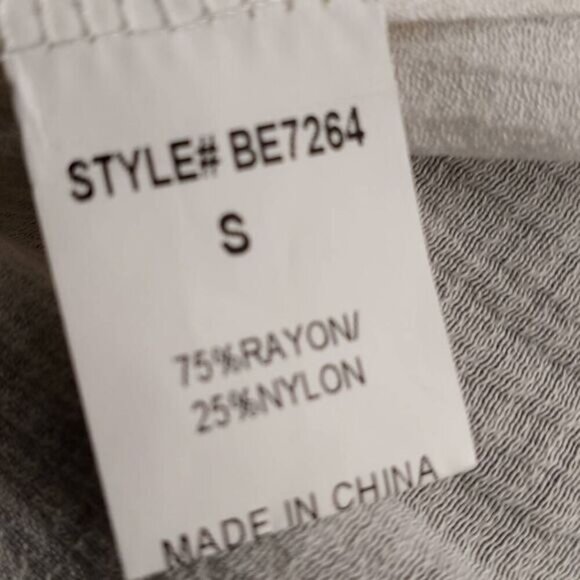 STYLE# BE7264
S
75%RAYON/
25%NYLON
MADE IN CHINA